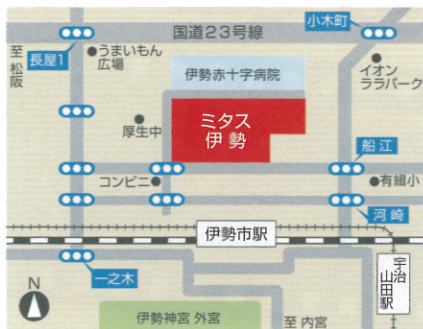 小木町
国道23号線
至松阪
長屋1
うまいもん
広場
伊勢赤十字病院
イオン
ララパーク
ミタス
伊勢
厚生中
船江
コンビニ
有緝小
河崎
伊勢市駅
宇治
山田駅
一之木
N
伊勢神宮 外宮
至 内宮